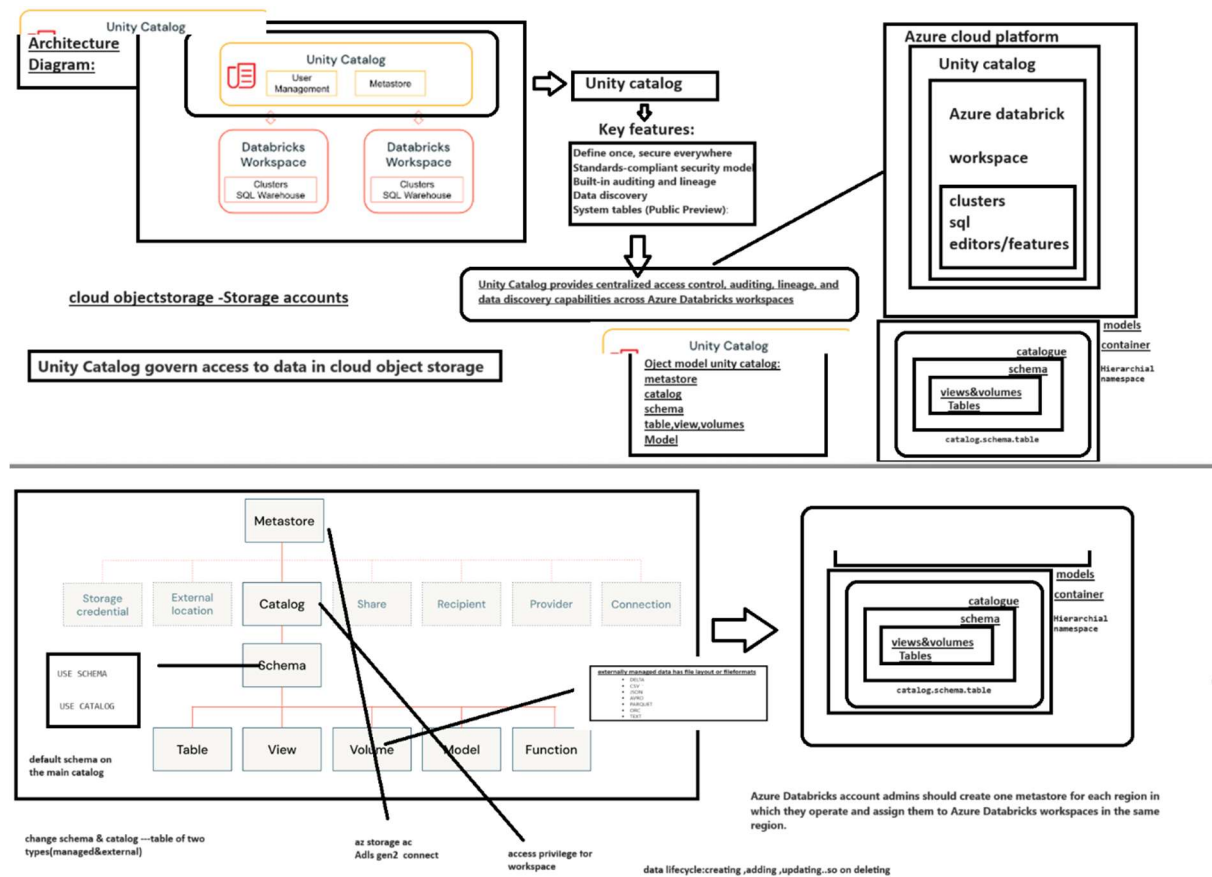 Unity Catalog
Architecture
Diagram:
Unity Catalog
User
Management
Metastore
Databricks
Workspace
Clusters
SQL Warehouse
Databricks
Workspace
Clusters
SQL Warehouse
Unity catalog
Key features:
Define once, secure everywhere
Standards-compliant security model
Built-in auditing and lineage
Data discovery
System tables (Public Preview):
Azure cloud platform
Unity catalog
Azure databrick
workspace
clusters
sql
editors/features
cloud objectstorage -Storage accounts
Unity Catalog provides centralized access control, auditing, lineage, and
data discovery capabilities across Azure Databricks workspaces
Unity Catalog govern access to data in cloud object storage
Unity Catalog
Oject model unity catalog:
metastore
catalog
schema
table,view,volumes
Model
models
container
Hierarchial
namespace
catalogue
schema
views&volumes
Tables
catalog.schema.table
Metastore
Storage
credential
External
location
Catalog
Share
Recipient
Provider
Connection
Schema
USE SCHEMA
USE CATALOG
externally managed data has file layout or fileformats
DELTA
CSV
JSON
AVRO
PARQUET
ORC
TEXT
Table
View
Volume
Model
Function
default schema on
the main catalog
models
container
Hierarchial
namespace
catalogue
schema
views&volumes
Tables
catalog.schema.table
Azure Databricks account admins should create one metastore for each region in
which they operate and assign them to Azure Databricks workspaces in the same
region.
change schema & catalog ---table of two
types(managed&external)
az storage ac
Adls gen2 connect
access privilege for
workspace
data lifecycle:creating ,adding ,updating..so on deleting